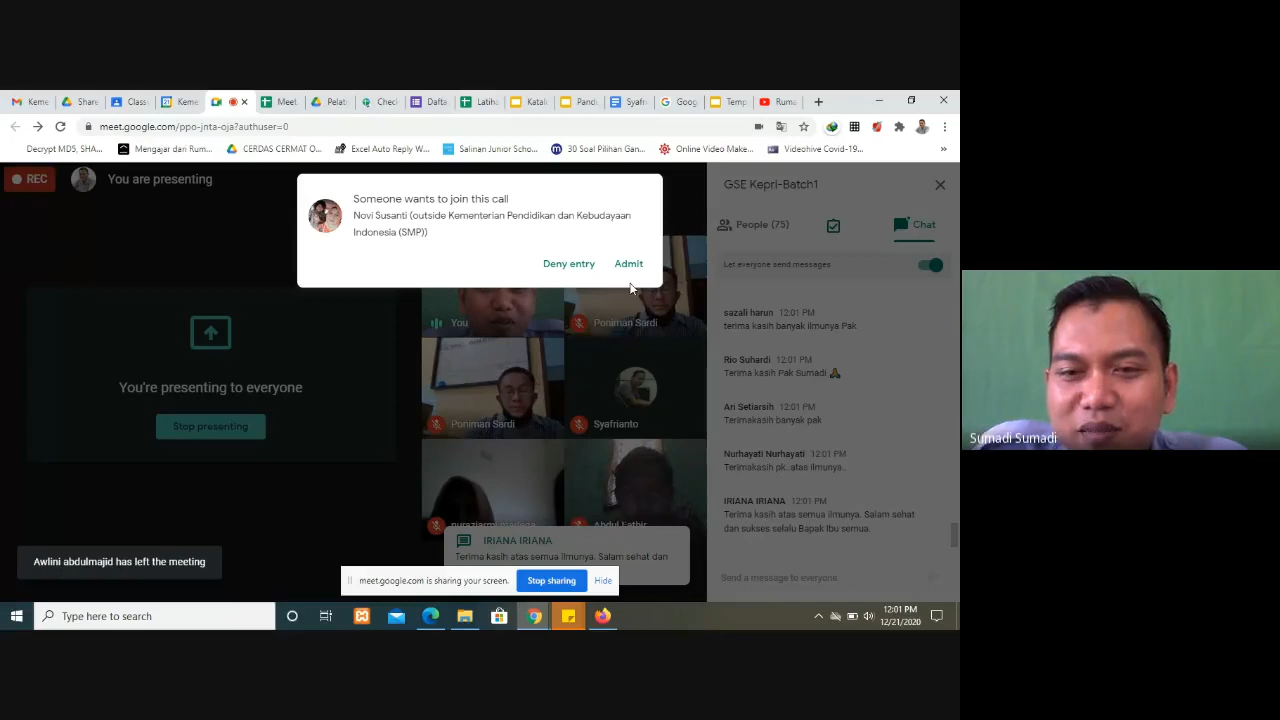 Keme
Share
Class
Keme
Meet
Pelati
Check
Dafta
Latiha
Katalo
Pand
Syafri
Goog
Temp
Ruma
meet.google.com/ppo-jnta-oja?authuser=0
Decrypt MD5, SHA...
Mengajar dan Rum...
CERDAS CERMAT O...
Excel Auto Reply W...
Salinan Junior Scho...
30 Soal Pilihan Gan...
Online Video Make...
Videohive Covid-19...
REC
You are presenting
Someone wants to join this call
Novi Susanti (outside Kementerian Pendidikan dan Kebudayaan
Indonesia (SMP))
Deny entry
Admit
You
Poniman Sardi
You're presenting to everyone
Stop presenting
Poniman Sardi
Syafrianto
Abdul Fathir
IRIANA IRIANA
Terima kasih atas semua ilmunya. Salam sehat dan
Awlini abdulmajid has left the meeting
meet.google.com is sharing your screen.
Stop sharing
Hide
GSE Kepri-Batch1
People (75)
Chat
Let everyone send messages
sazali harun 12:01 PM
terima kasih banyak ilmunya Pak
Rio Suhardi 12:01 PM
Terima kasih Pak Sumadi 🙏
Ari Setiarsih 12:01 PM
Terimakasih banyak pak
Nurhayati Nurhayati 12:01 PM
Terimakasih pk..atas ilmunya..
IRIANA IRIANA 12:01 PM
Terima kasih atas semua ilmunya. Salam sehat
dan sukses selalu Bapak Ibu semua.
Send a message to everyone
Type here to search
12:01 PM
12/21/2020
Sumadi Sumadi